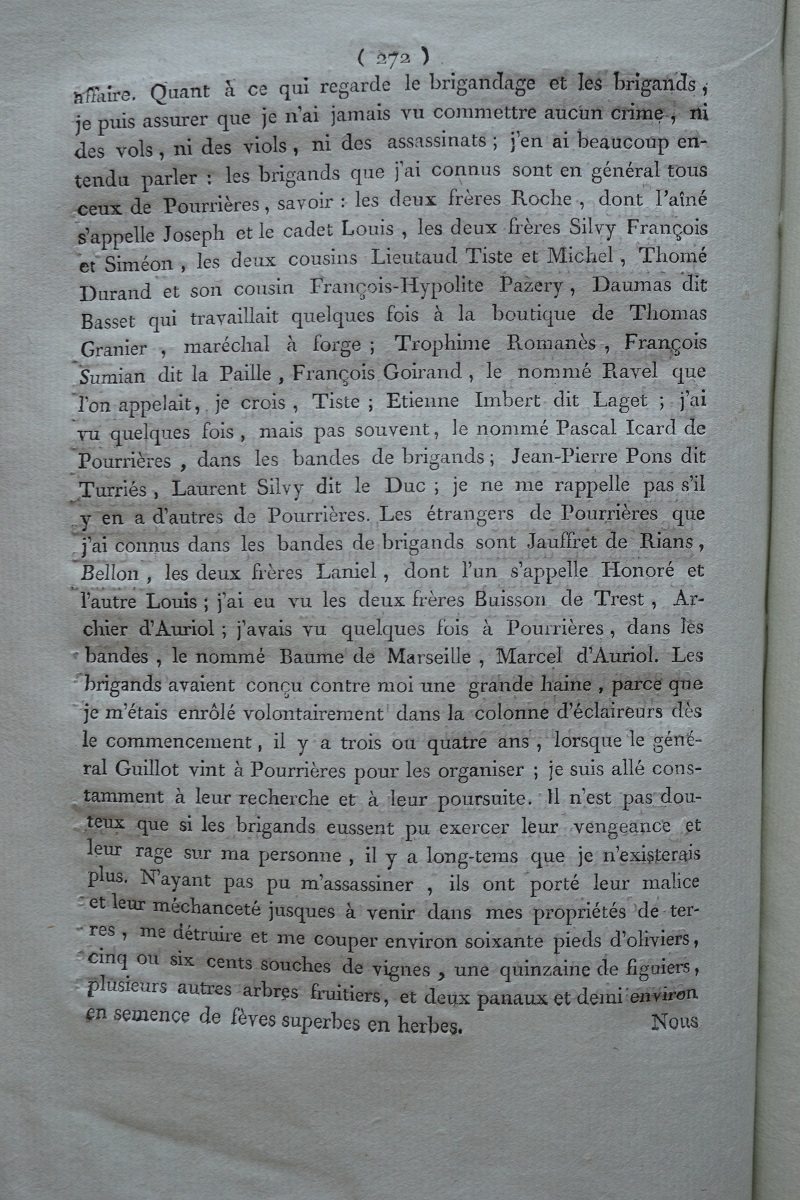 ( 272 )
affaire. Quant à ce qui regarde le brigandage et les brigands,
je puis assurer que je n'ai jamais vu commettre aucun crime, ni
des vols, ni des viols, ni des assassinats; j'en ai beaucoup en-
tendu parler : les brigands que j'ai connus sont en général tous
ceux de Pourrières, savoir : les deux frères Roche, dont l'aîné
s'appelle Joseph et le cadet Louis, les deux frères Silvy François
et Siméon, les deux cousins Lieutaud Tiste et Michel, Thomé
Durand et son cousin François-Hypolite Pazery, Daumas dit
Basset qui travaillait quelques fois à la boutique de Thomas
Granier, maréchal à forge; Trophime Romanès, François
Sumian dit la Paille, François Goirand, le nommé Ravel que
l'on appelait, je crois, Tiste; Etienne Imbert dit Laget; j'ai
vu quelques fois, mais pas souvent, le nommé Pascal Icard de
Pourrières, dans les bandes de brigands; Jean-Pierre Pons dit
Turriés, Laurent Silvy dit le Duc; je ne me rappelle pas s'il
y en a d'autres de Pourrières. Les étrangers de Pourrières que
j'ai connus dans les bandes de brigands sont Jauffret de Rians,
Bellon, les deux frères Laniel, dont l'un s'appelle Honoré et
l'autre Louis; j'ai eu vu les deux frères Buisson de Trest, Ar-
chier d'Auriol; j'avais vu quelques fois à Pourrières, dans les
bandes, le nommé Baume de Marseille, Marcel d'Auriol. Les
brigands avaient conçu contre moi une grande haine, parce que
je m'étais enrôlé volontairement dans la colonne d'éclaireurs dès
le commencement, il y a trois ou quatre ans, lorsque le géné-
ral Guillot vint à Pourrières pour les organiser; je suis allé cons-
tamment à leur recherche et à leur poursuite. Il n'est pas dou-
teux que si les brigands eussent pu exercer leur vengeance et
leur rage sur ma personne, il y a long-tems que je n'existerais
plus. N'ayant pas pu m'assassiner, ils ont porté leur malice
et leur méchanceté jusques à venir dans mes propriétés de ter-
res, me détruire et me couper environ soixante pieds d'oliviers,
cinq ou six cents souches de vignes, une quinzaine de figuiers,
plusieurs autres arbres fruitiers, et deux panaux et demi environ
en semence de fèves superbes en herbes.
Nous